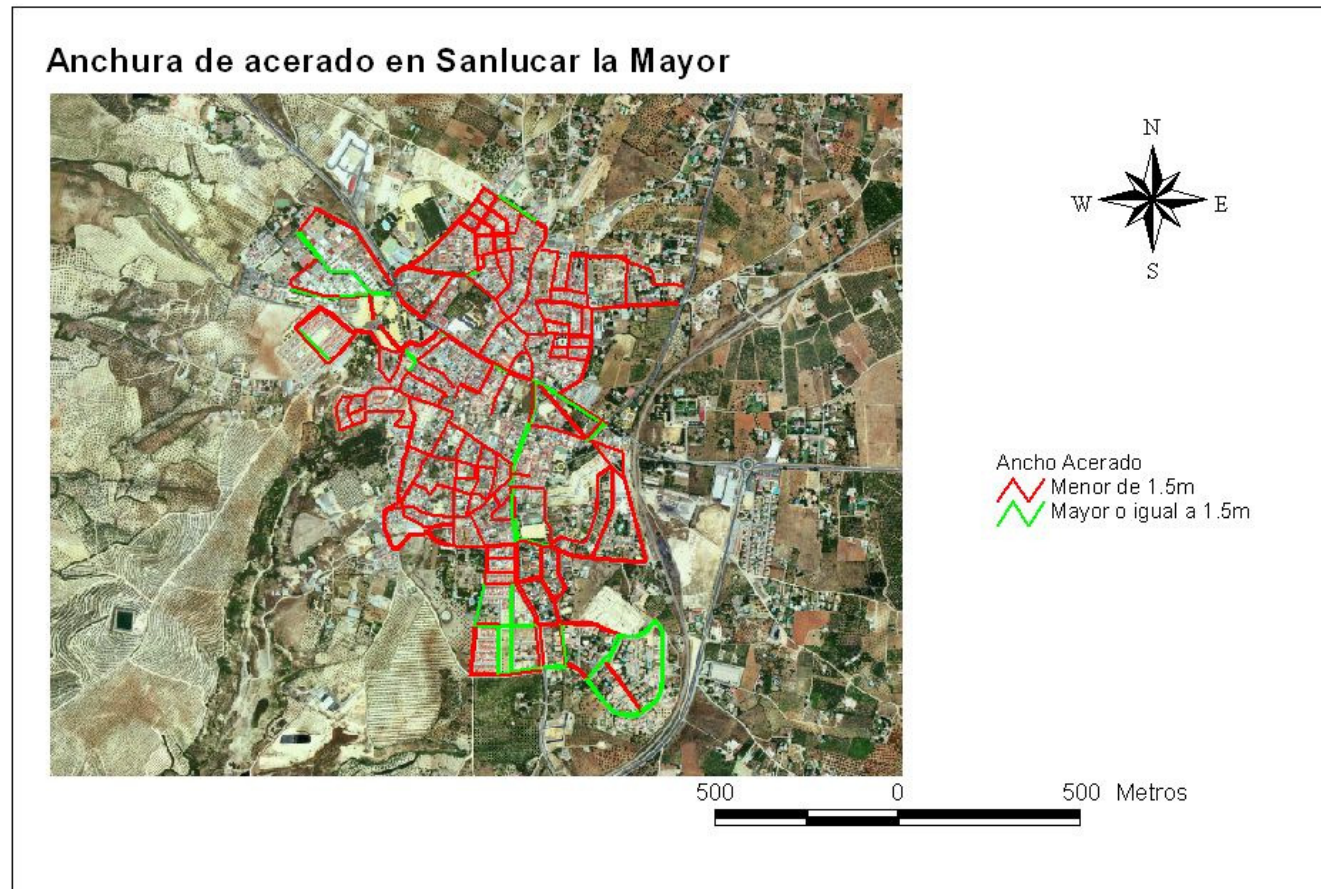 Anchura de acerado en Sanlucar la Mayor
N
W
E
S
Ancho Acerado
Menor de 1.5m
Mayor o igual a 1.5m
500 0 500 Metros